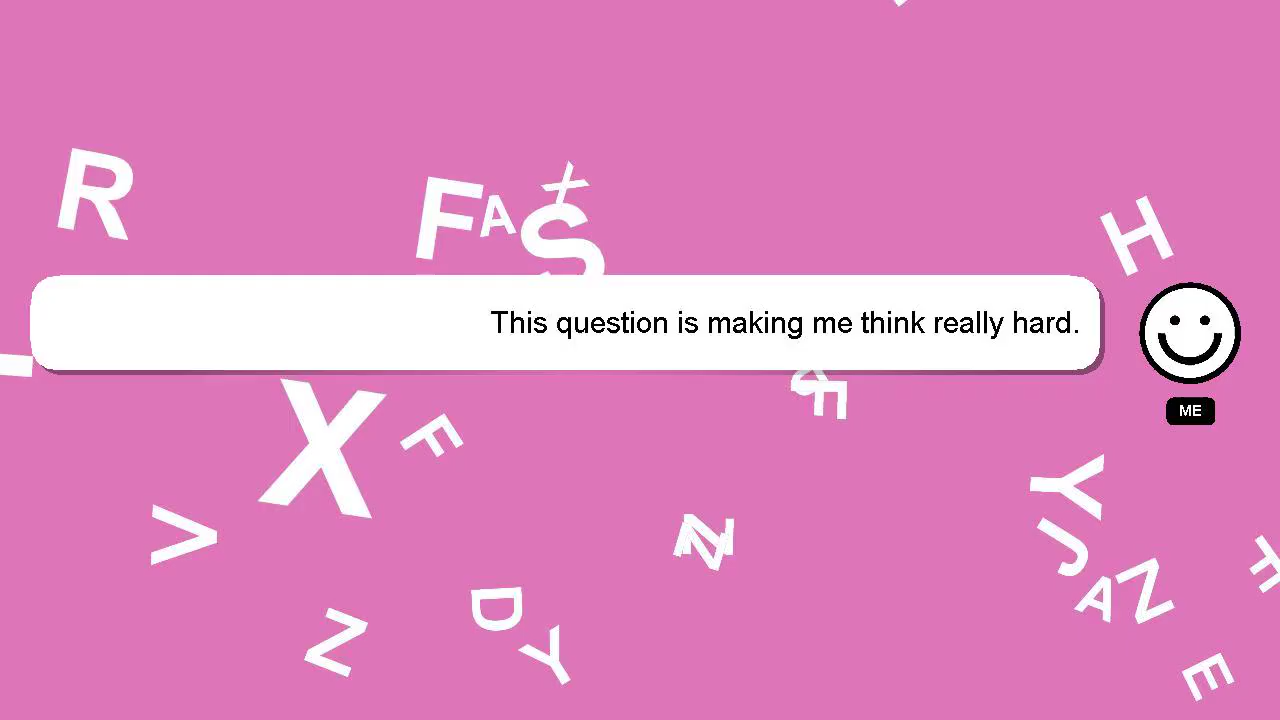 R
F
A
X
S
H
This question is making me think really hard.
ME
X
F
F
Y
V
N
J
A
Z
F
D
Y
Z
E